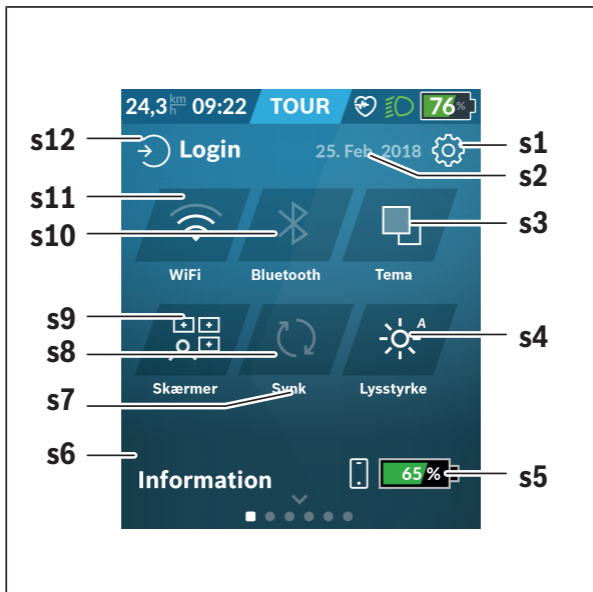 24,3 km/h 09:22 TOUR 76%
s12 Login 25. Feb. 2018 s1
s2
s11
s10 s3
WiFi Bluetooth Tema
s9 A s4
s8
Skærmer Synk Lysstyrke
s7
s6
Information 65 % s5